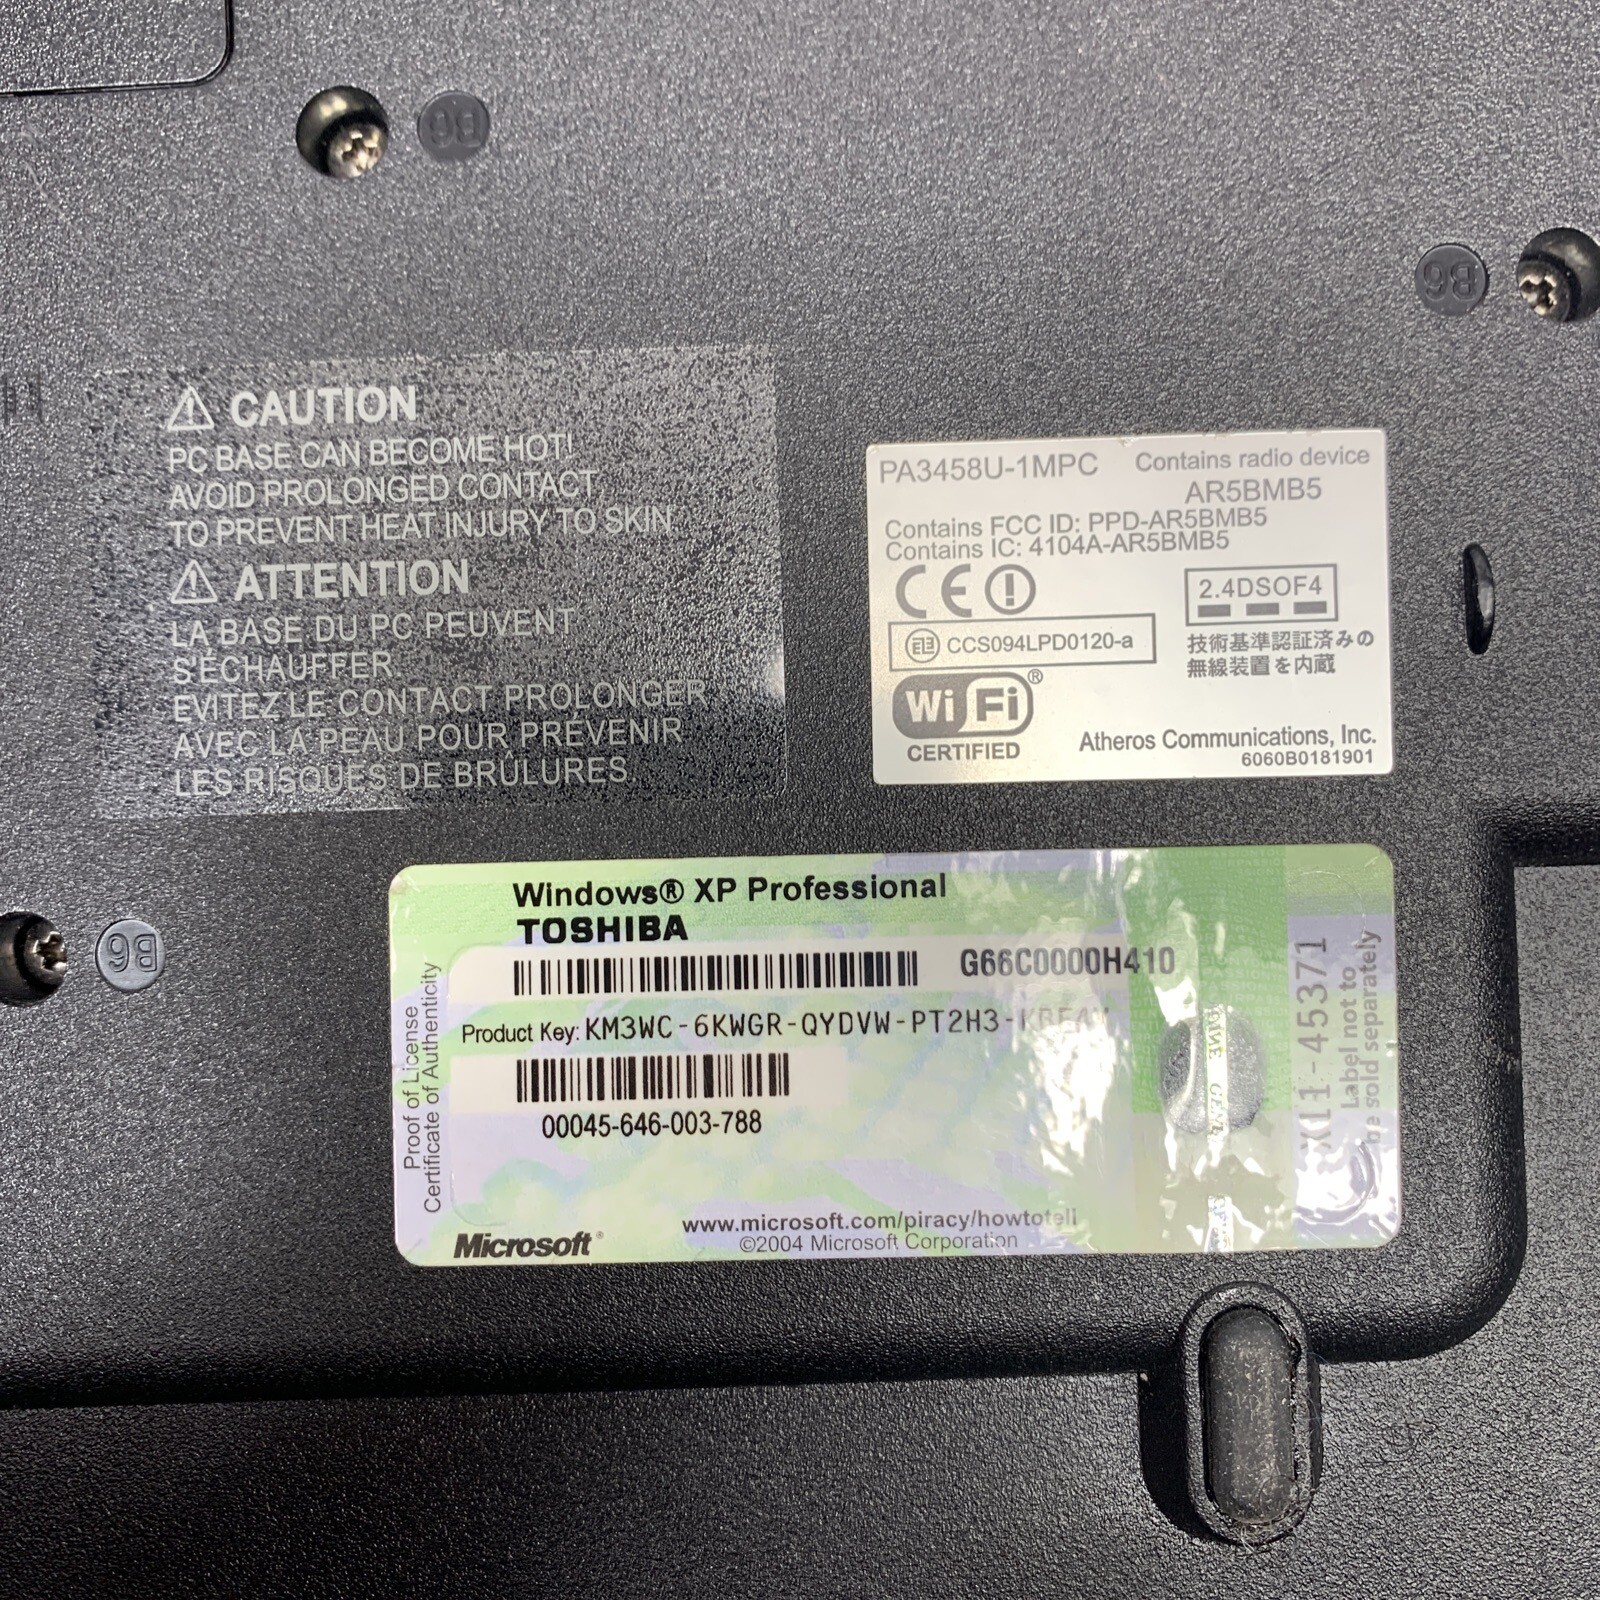 B6
B6
⚠ CAUTION
PC BASE CAN BECOME HOT!
AVOID PROLONGED CONTACT
TO PREVENT HEAT INJURY TO SKIN
⚠ ATTENTION
LA BASE DU PC PEUVENT
S'ÉCHAUFFER.
EVITEZ LE CONTACT PROLONGER
AVEC LA PEAU POUR PRÉVENIR
LES RISQUES DE BRÛLURES.
PA3458U-1MPC Contains radio device
AR5BMB5
Contains FCC ID: PPD-AR5BMB5
Contains IC: 4104A-AR5BMB5
CE
2.4DSOF4
CCS094LPD0120-a
技術基準認証済みの
無線装置を内蔵
Wi Fi®
CERTIFIED
Atheros Communications, Inc.
6060B0181901
B6
Windows® XP Professional
TOSHIBA
G66C0000H410
Product Key: KM3WC-6KWGR-QYDVW-PT2H3-
00045-646-003-788
Proof of License
Certificate of Authenticity
Microsoft®
www.microsoft.com/piracy/howtotell
©2004 Microsoft Corporation
X11-45371
Label not to
be sold separately